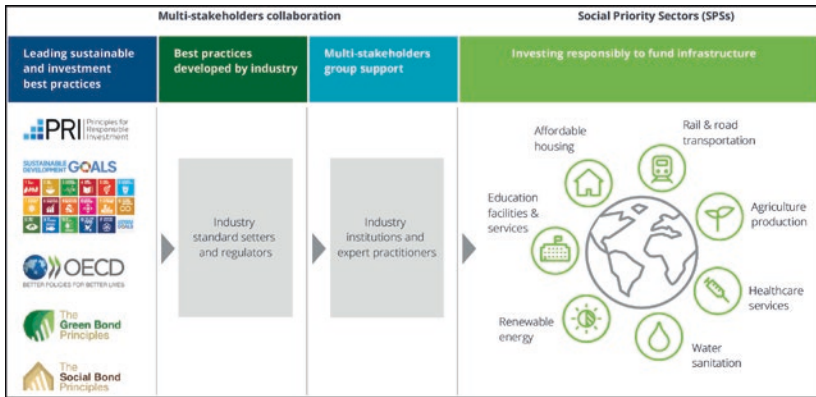 Multi-stakeholders collaboration
Social Priority Sectors (SPSs)
Leading sustainable
and investment
best practices
Best practices
developed by industry
Multi-stakeholders
group support
Investing responsibly to fund infrastructure
PRI
Principles for
Responsible
Investment
SUSTAINABLE
DEVELOPMENT GOALS
OECD
BETTER POLICIES FOR BETTER LIVES
The
Green Bond
Principles
The
Social Bond
Principles
Industry
standard setters
and regulators
Industry
institutions and
expert practitioners
Affordable
housing
Rail & road
transportation
Education
facilities &
services
Agriculture
production
Healthcare
services
Renewable
energy
Water
sanitation